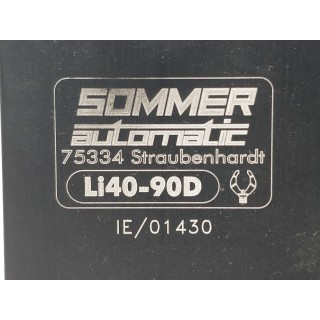 SOMMER
automatic
75334 Straubenhardt
Li40-90D
IE/01430